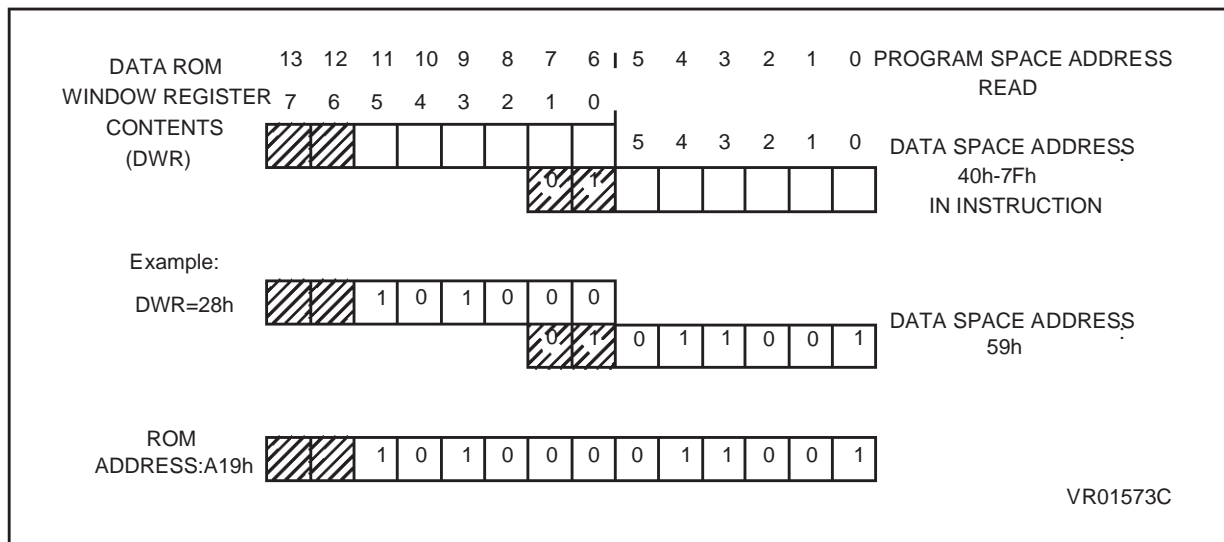 DATA ROM
WINDOW REGISTER
CONTENTS
(DWR)
13 12 11 10 9 8 7 6 5 4 3 2 1 0
7 6 5 4 3 2 1 0
PROGRAM SPACE ADDRESS
READ
5 4 3 2 1 0
0 1
DATA SPACE ADDRESS
:
40h-7Fh
IN INSTRUCTION
Example:
DWR=28h
1 0 1 0 0 0
0 1 0 1 1 0 0 1
DATA SPACE ADDRESS
:
59h
ROM
ADDRESS:A19h
1 0 1 0 0 0 0 1 1 0 0 1
VR01573C